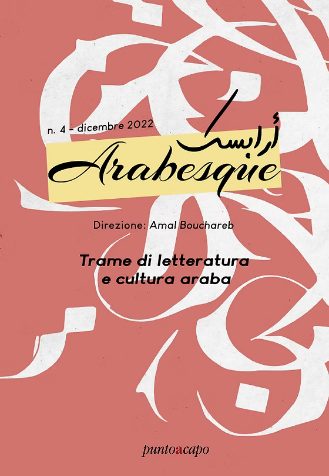 n. 4 - dicembre 2022
أرابسك
Arabesque
Direzione: Amal Bouchareb
Trame di letteratura
e cultura araba
puntoacapo